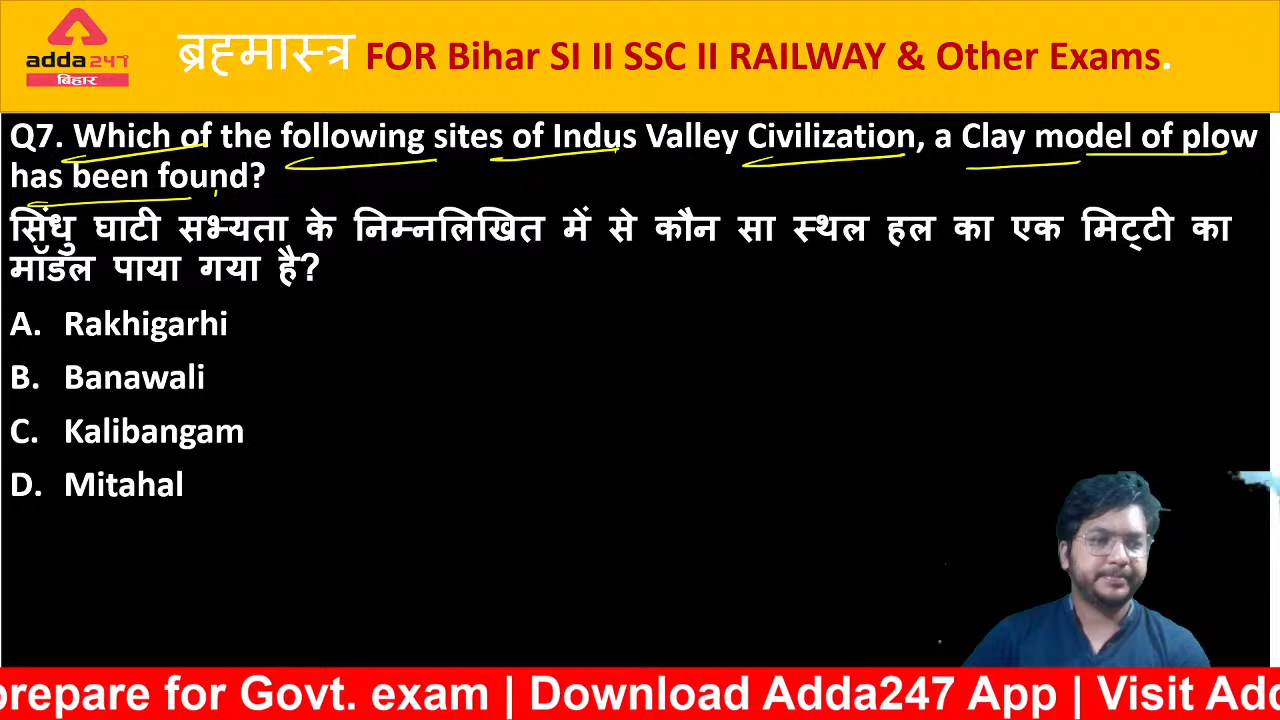 adda247
बिहार
ब्रह्मास्त्र FOR Bihar SI II SSC II RAILWAY & Other Exams.
Q7. Which of the following sites of Indus Valley Civilization, a Clay model of plow
has been found?
सिंधु घाटी सभ्यता के निम्नलिखित में से कौन सा स्थल हल का एक मिट्टी का
मॉडल पाया गया है?
A. Rakhigarhi
B. Banawali
C. Kalibangam
D. Mitahal
prepare for Govt. exam | Download Adda247 App | Visit Add